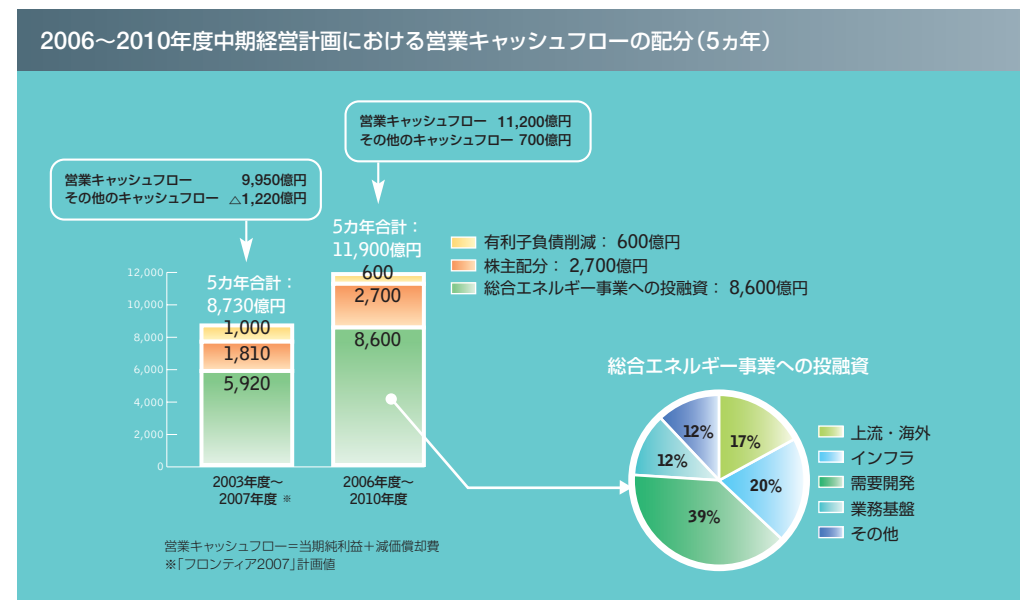 2006〜2010年度中期経営計画における営業キャッシュフローの配分（5ヵ年）
営業キャッシュフロー 11,200億円
その他のキャッシュフロー 700億円
営業キャッシュフロー 9,950億円
その他のキャッシュフロー △1,220億円
5カ年合計：
11,900億円
5カ年合計：
8,730億円
有利子負債削減： 600億円
株主配分： 2,700億円
総合エネルギー事業への投融資： 8,600億円
12,000
10,000
8,000
6,000
4,000
2,000
0
1,000
1,810
5,920
600
2,700
8,600
2003年度〜
2007年度 ※
2006年度〜
2010年度
総合エネルギー事業への投融資
17%
20%
39%
12%
12%
上流・海外
インフラ
需要開発
業務基盤
その他
営業キャッシュフロー＝当期純利益＋減価償却費
※「フロンティア2007」計画値